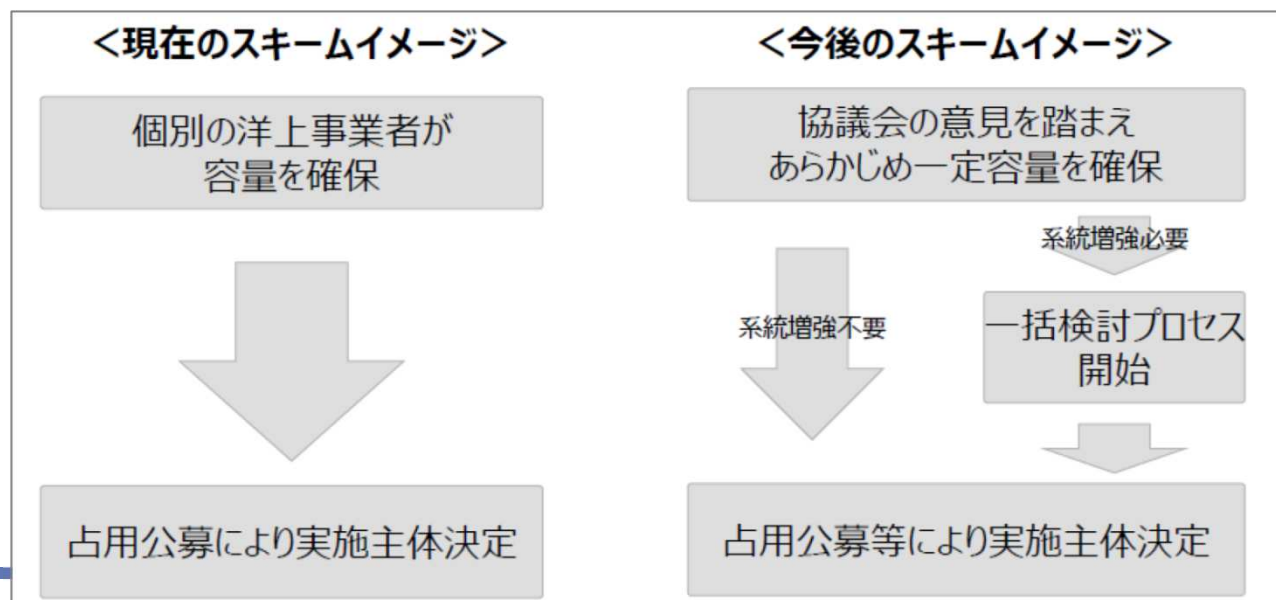 ＜現在のスキームイメージ＞
個別の洋上事業者が
容量を確保
占用公募により実施主体決定
＜今後のスキームイメージ＞
協議会の意見を踏まえ
あらかじめ一定容量を確保
系統増強必要
系統増強不要
一括検討プロセス
開始
占用公募等により実施主体決定